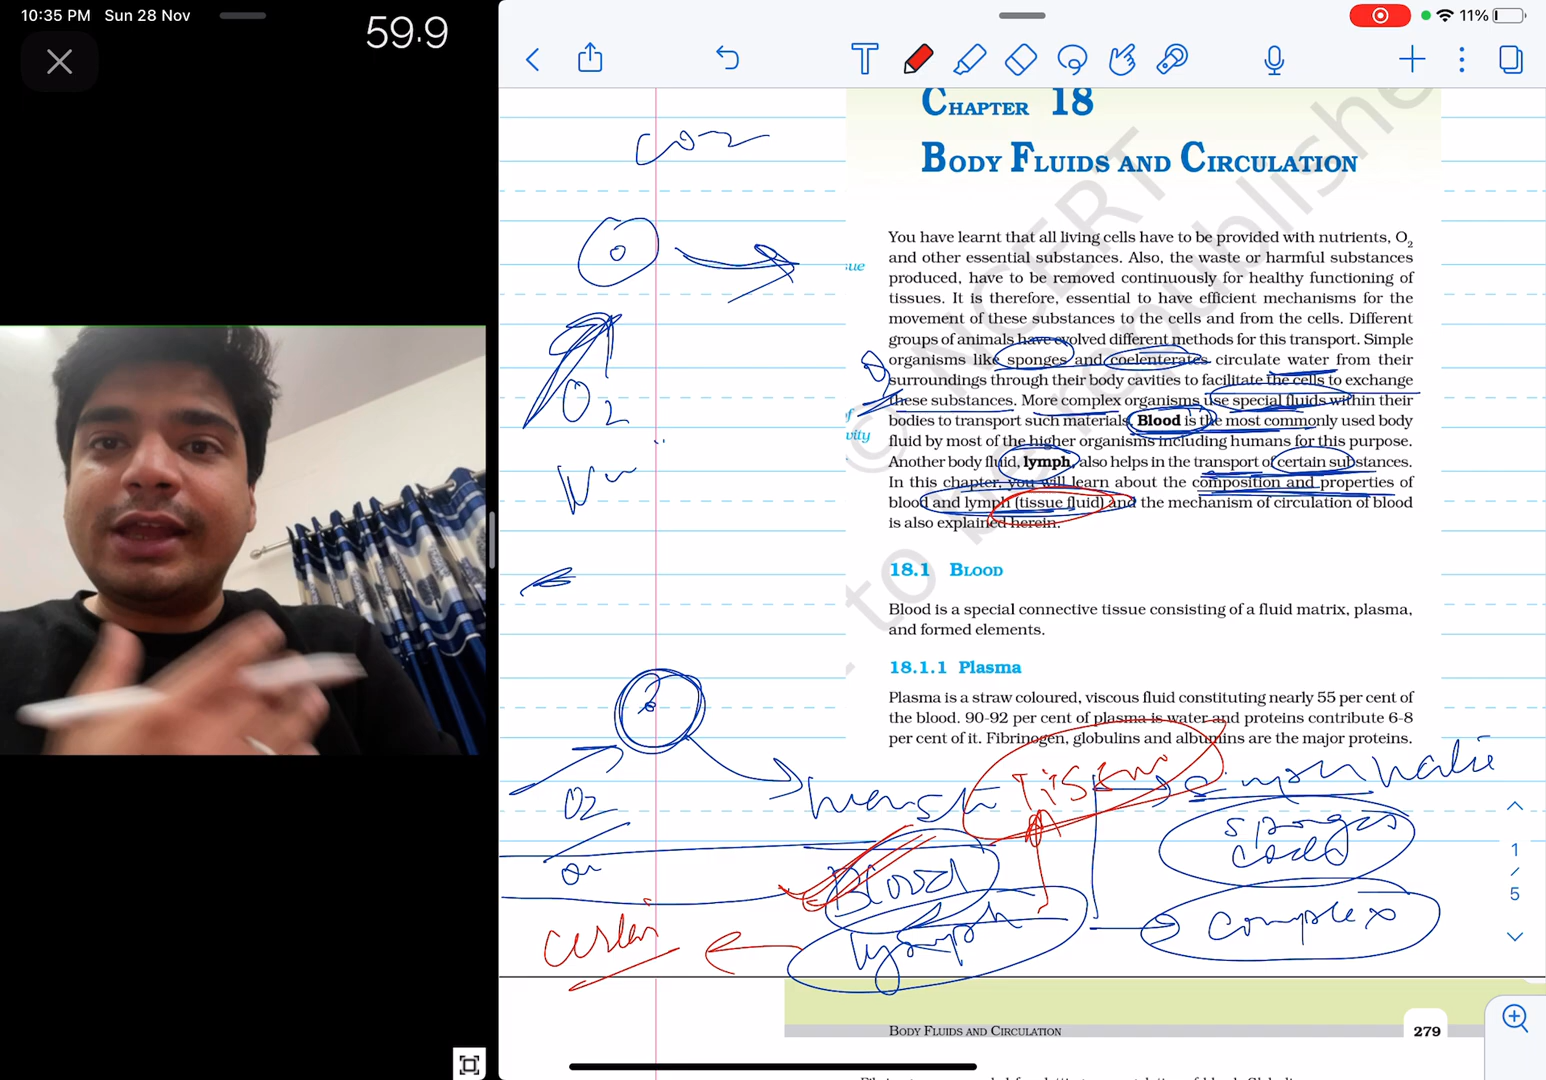 10:35 PM Sun 28 Nov
59.9
11%
CHAPTER 18
BODY FLUIDS AND CIRCULATION
© NCERT
to be republished
sue
You have learnt that all living cells have to be provided with nutrients, O2
and other essential substances. Also, the waste or harmful substances
produced, have to be removed continuously for healthy functioning of
tissues. It is therefore, essential to have efficient mechanisms for the
movement of these substances to the cells and from the cells. Different
groups of animals have evolved different methods for this transport. Simple
organisms like sponges and coelenterates circulate water from their
surroundings through their body cavities to facilitate the cells to exchange
these substances. More complex organisms use special fluids within their
of
bodies to transport such materials. Blood is the most commonly used body
vity
fluid by most of the higher organisms including humans for this purpose.
Another body fluid, lymph, also helps in the transport of certain substances.
In this chapter, you will learn about the composition and properties of
blood and lymph (tissue fluid) and the mechanism of circulation of blood
is also explained herein.
18.1 BLOOD
Blood is a special connective tissue consisting of a fluid matrix, plasma,
and formed elements.
18.1.1 Plasma
Plasma is a straw coloured, viscous fluid constituting nearly 55 per cent of
the blood. 90-92 per cent of plasma is water and proteins contribute 6-8
per cent of it. Fibrinogen, globulins and albumins are the major proteins.
CO2
O2
O2
Blood
lymph
sponges
complex
1
/
5
BODY FLUIDS AND CIRCULATION
279